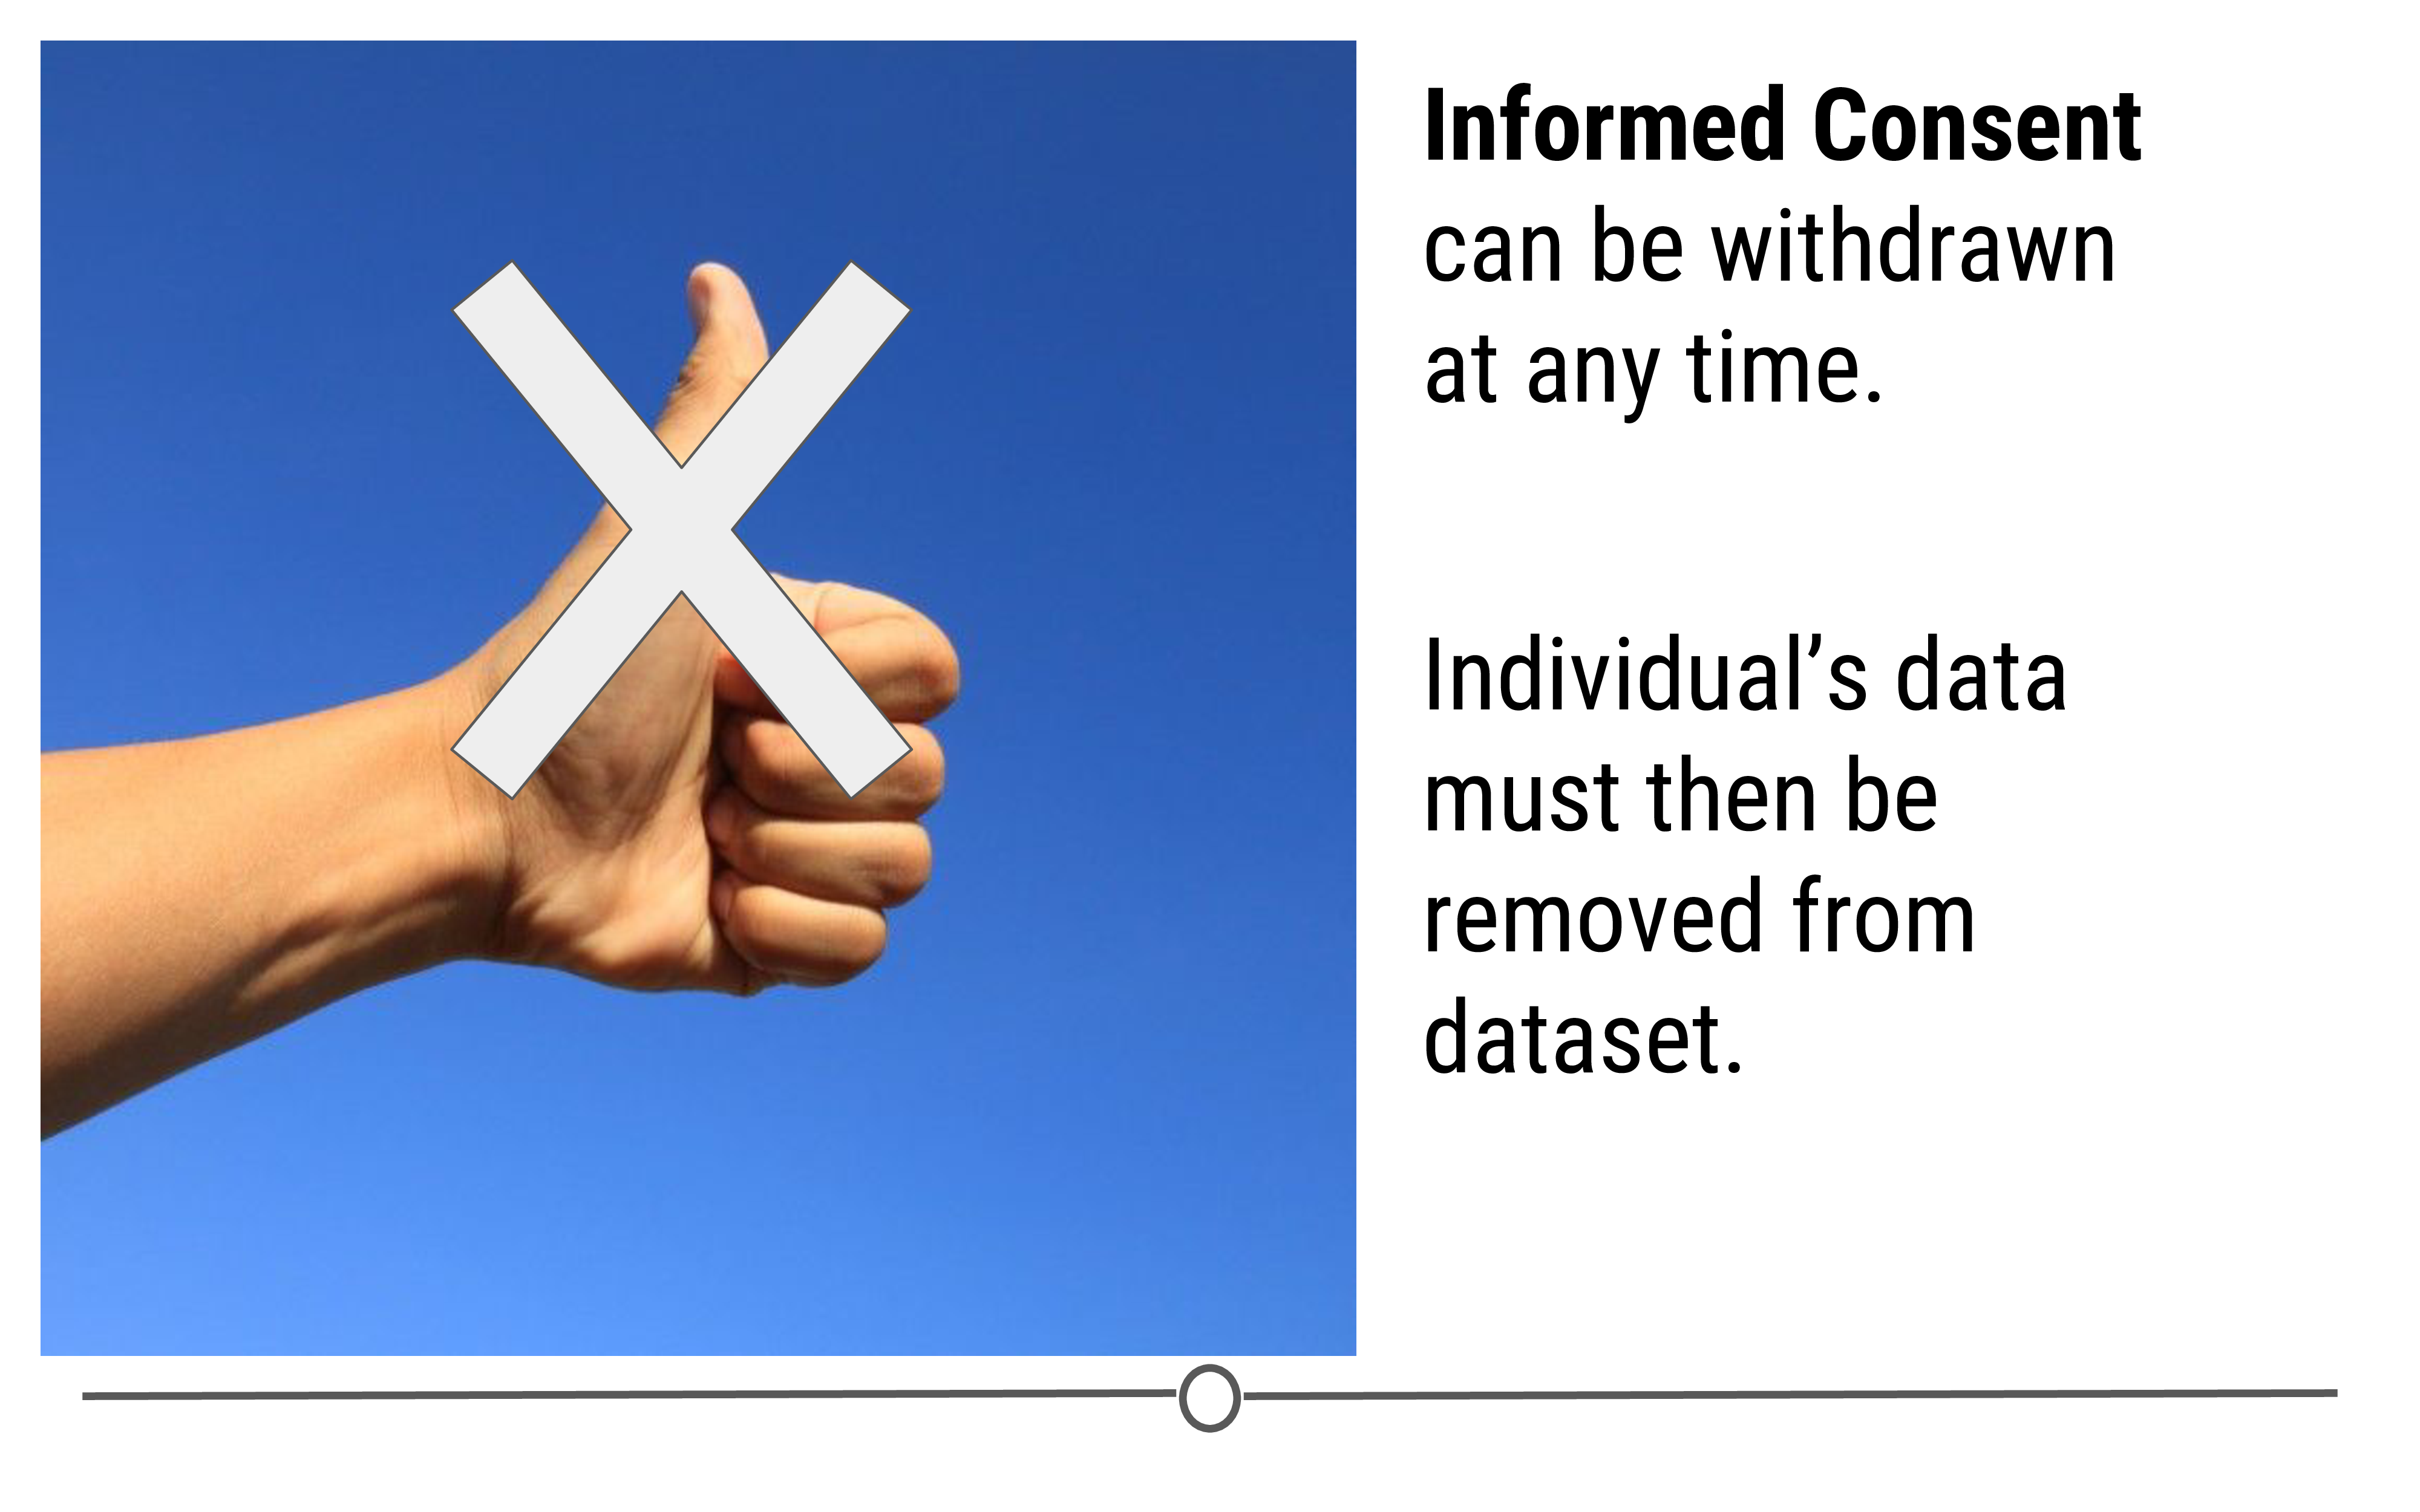 Informed Consent
can be withdrawn
at any time.
Individual’s data
must then be
removed from
dataset.